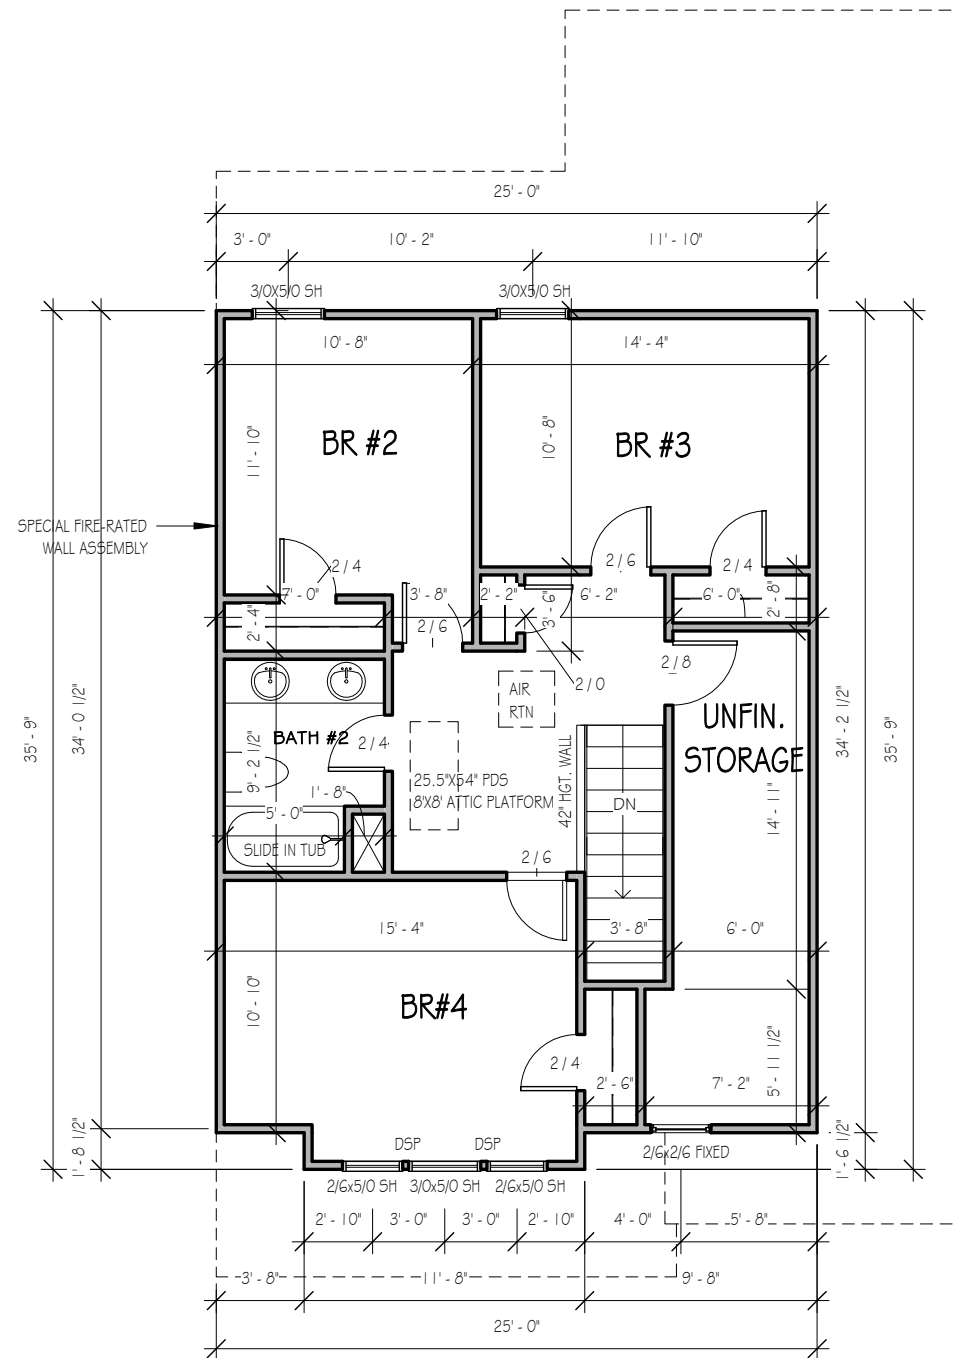 25' - 0"
3' - 0"
10' - 2"
11' - 10"
3/0X5/0 SH
3/0X5/0 SH
10' - 8"
14' - 4"
11' - 10"
BR #2
10' - 8"
BR #3
SPECIAL FIRE-RATED
WALL ASSEMBLY
2/4
2/6
2/4
7' - 0"
3' - 8"
2' - 2"
3' - 6"
6' - 2"
6' - 0"
2' - 8"
2' - 4"
2/6
2/8
2/0
AIR
RTN
UNFIN.
STORAGE
35' - 9"
34' - 0 1/2"
34' - 2 1/2"
35' - 9"
BATH #2
2/4
9' - 2 1/2"
1' - 8"
25.5"X54" PDS
8'X8' ATTIC PLATFORM
42" HGT. WALL
DN
14' - 11"
5' - 0"
SLIDE IN TUB
2/6
15' - 4"
3' - 8"
6' - 0"
10' - 10"
BR#4
2/4
2' - 6"
7' - 2"
5' - 11 1/2"
1' - 8 1/2"
1' - 6 1/2"
DSP
DSP
2/6x2/6 FIXED
2/6x5/0 SH
3/0x5/0 SH
2/6x5/0 SH
2' - 10"
3' - 0"
3' - 0"
2' - 10"
4' - 0"
5' - 8"
3' - 8"
11' - 8"
9' - 8"
25' - 0"